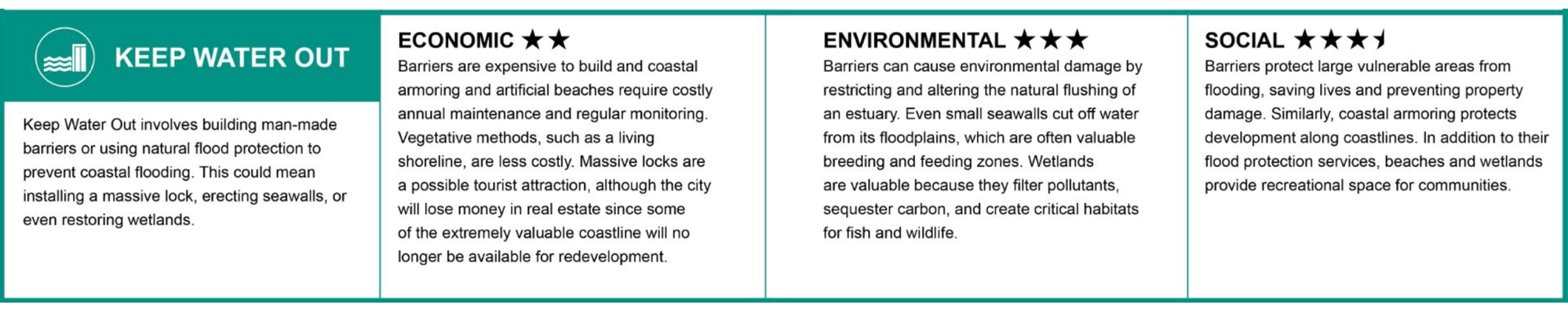 KEEP WATER OUT
Keep Water Out involves building man-made
barriers or using natural flood protection to
prevent coastal flooding. This could mean
installing a massive lock, erecting seawalls, or
even restoring wetlands.
ECONOMIC ★★
Barriers are expensive to build and coastal
armoring and artificial beaches require costly
annual maintenance and regular monitoring.
Vegetative methods, such as a living
shoreline, are less costly. Massive locks are
a possible tourist attraction, although the city
will lose money in real estate since some
of the extremely valuable coastline will no
longer be available for redevelopment.
ENVIRONMENTAL ★★★
Barriers can cause environmental damage by
restricting and altering the natural flushing of
an estuary. Even small seawalls cut off water
from its floodplains, which are often valuable
breeding and feeding zones. Wetlands
are valuable because they filter pollutants,
sequester carbon, and create critical habitats
for fish and wildlife.
SOCIAL ★★★⯨
Barriers protect large vulnerable areas from
flooding, saving lives and preventing property
damage. Similarly, coastal armoring protects
development along coastlines. In addition to their
flood protection services, beaches and wetlands
provide recreational space for communities.